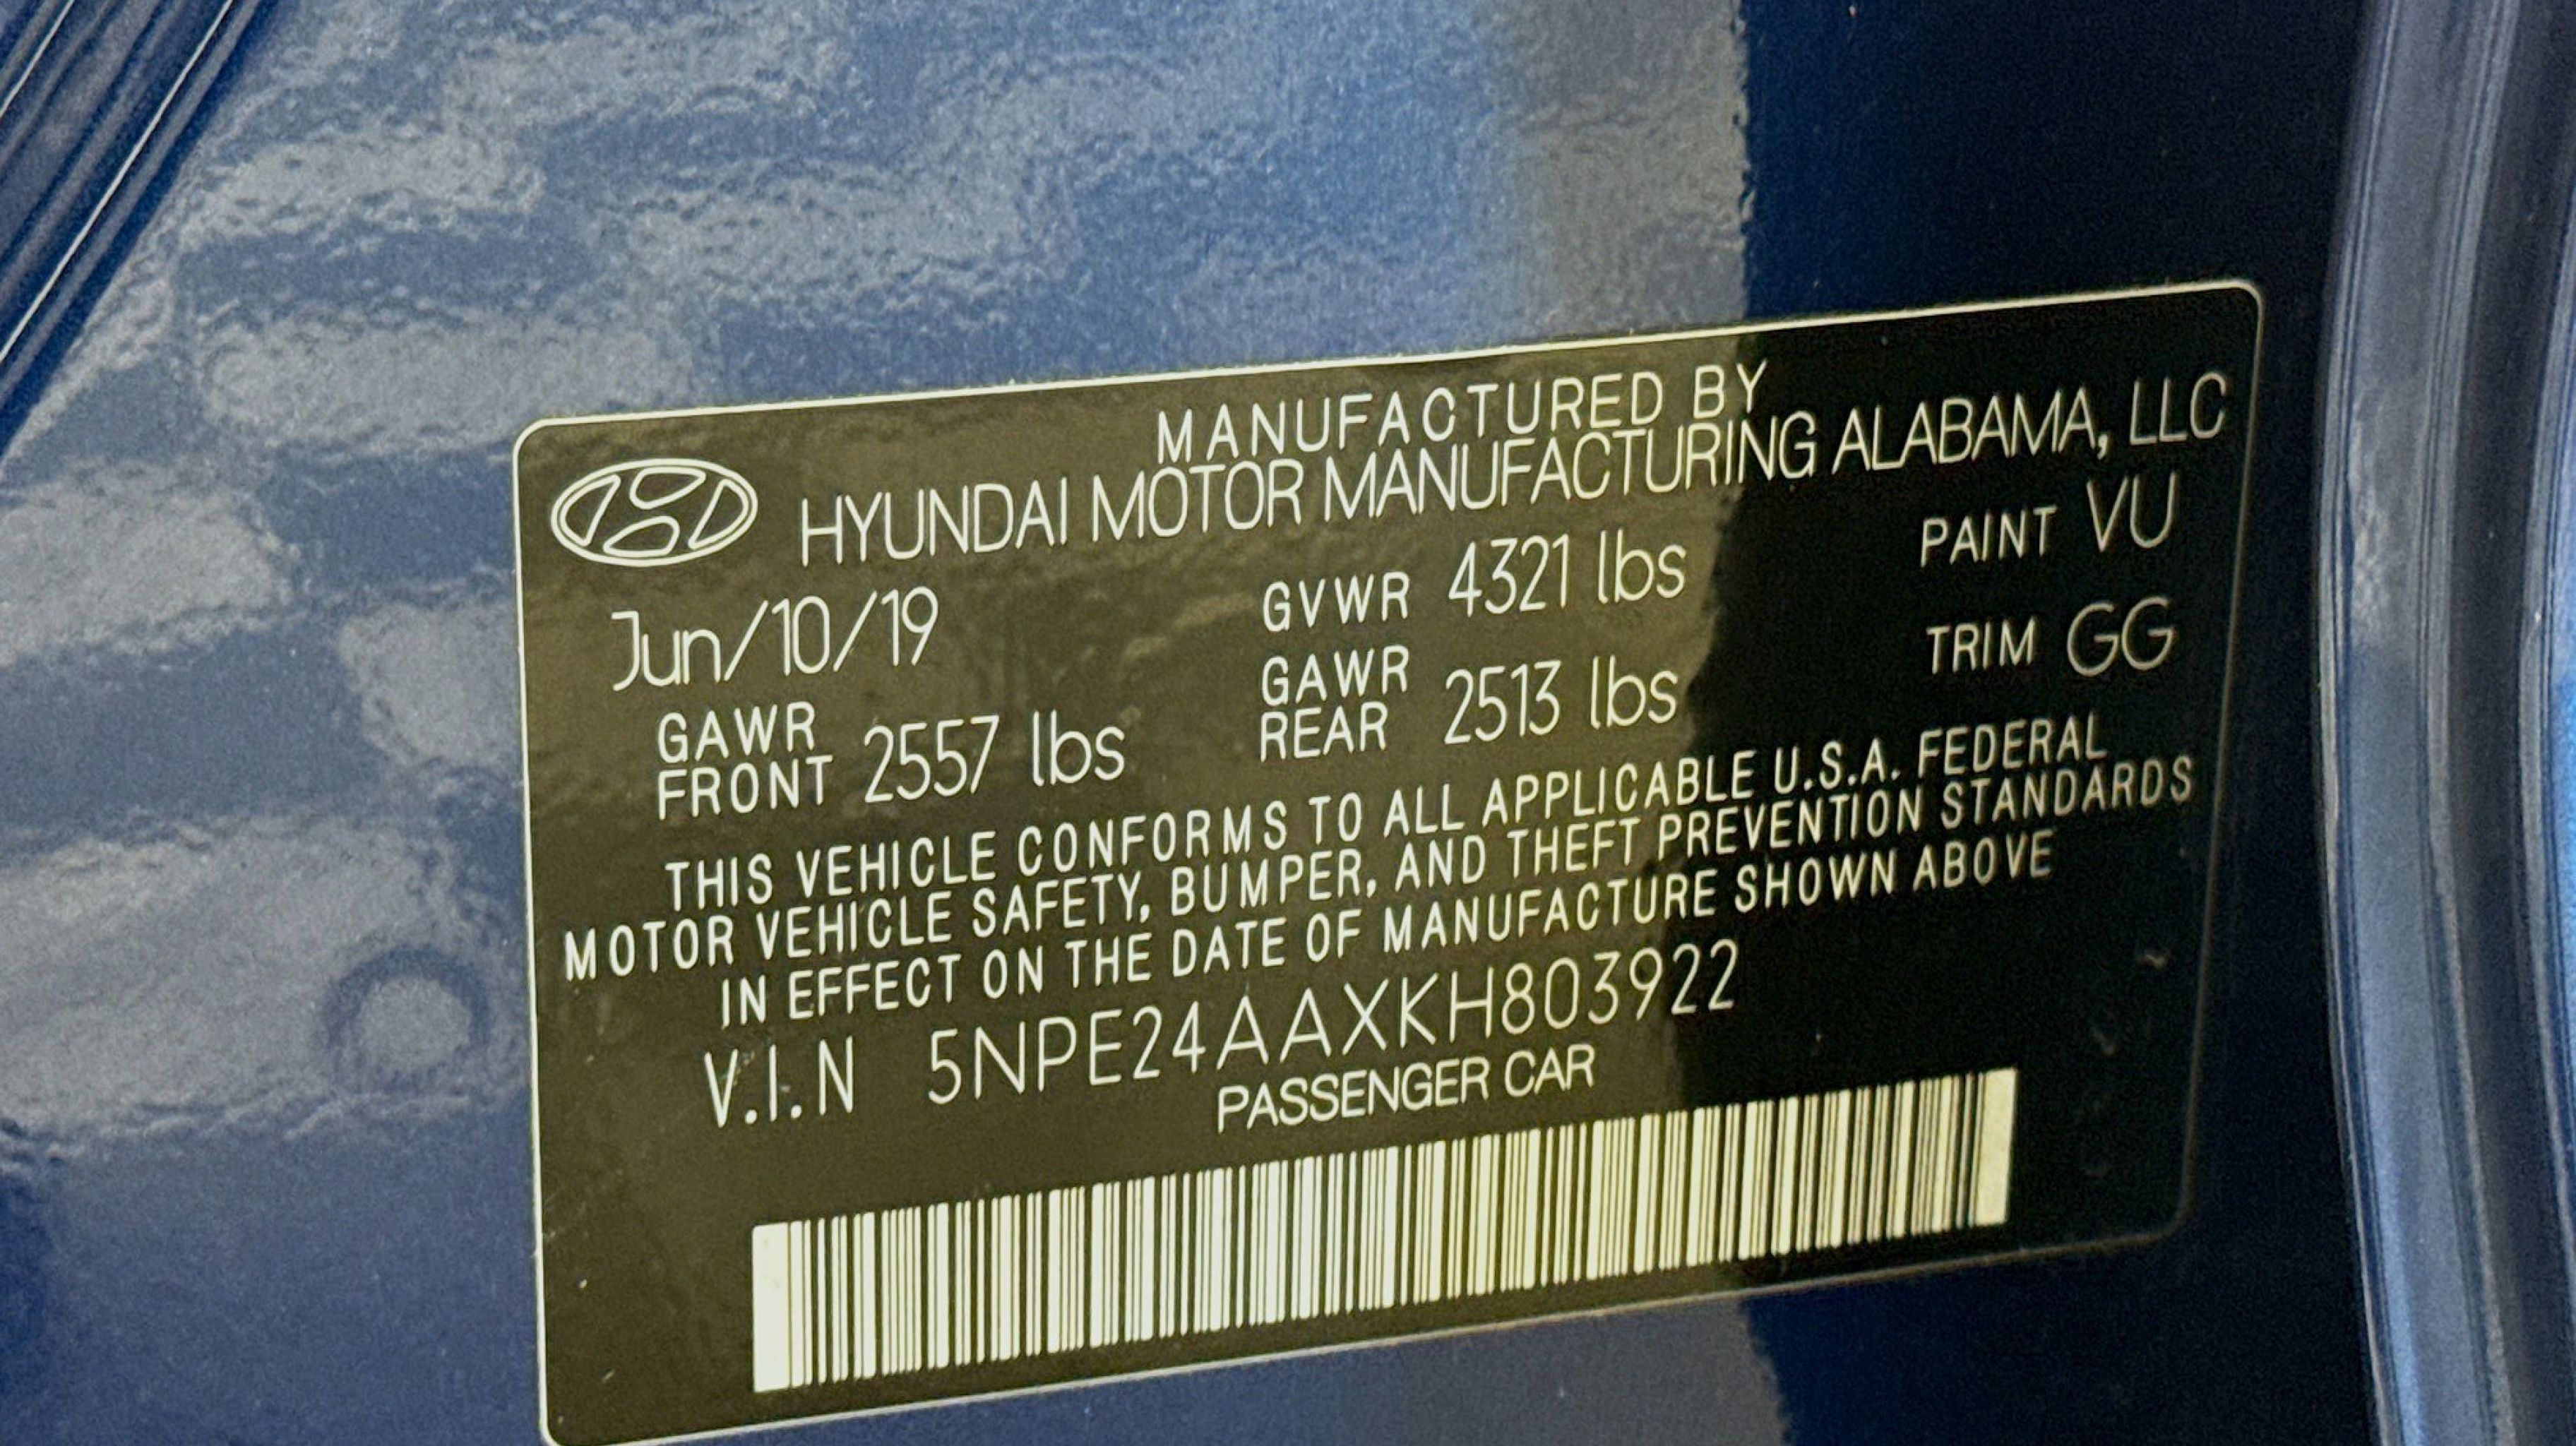 MANUFACTURED BY
HYUNDAI MOTOR MANUFACTURING ALABAMA, LLC
Jun/10/19 GVWR 4321 lbs PAINT VU
GAWR FRONT 2557 lbs GAWR REAR 2513 lbs TRIM GG
THIS VEHICLE CONFORMS TO ALL APPLICABLE U.S.A. FEDERAL
MOTOR VEHICLE SAFETY, BUMPER, AND THEFT PREVENTION STANDARDS
IN EFFECT ON THE DATE OF MANUFACTURE SHOWN ABOVE
V.I.N 5NPE24AAXKH803922
PASSENGER CAR